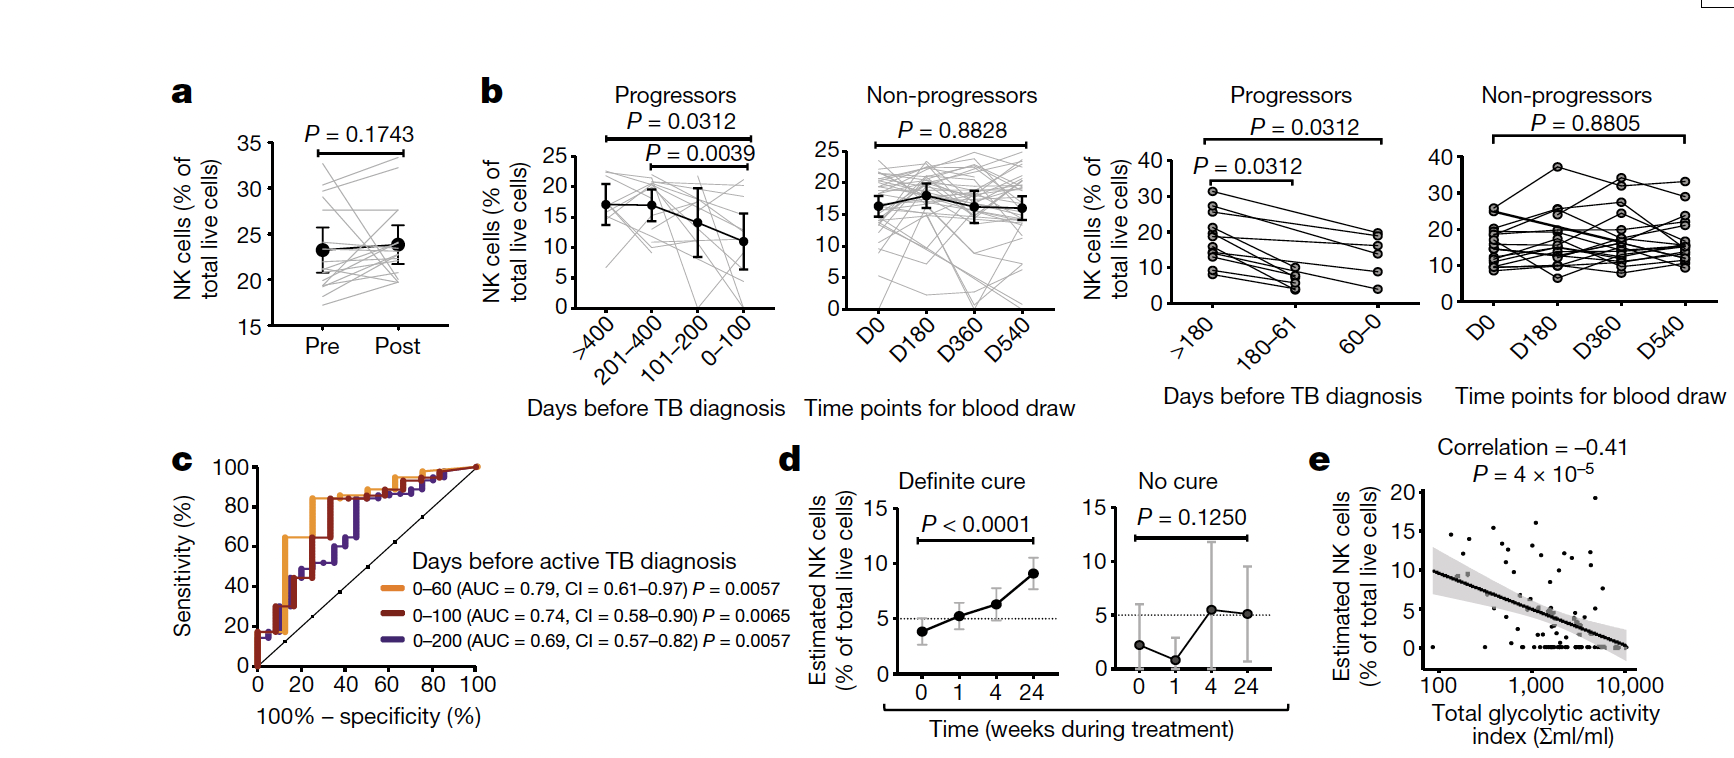 a
P = 0.1743
NK cells (% of
total live cells)
35
30
25
20
15
Pre
Post
b
Progressors
P = 0.0312
P = 0.0039
NK cells (% of
total live cells)
25
20
15
10
5
0
>400
201–400
101–200
0–100
Days before TB diagnosis
Non-progressors
P = 0.8828
25
20
15
10
5
0
D0
D180
D360
D540
Time points for blood draw
Progressors
P = 0.0312
P = 0.0312
NK cells (% of
total live cells)
40
30
20
10
0
>180
180–61
60–0
Days before TB diagnosis
Non-progressors
P = 0.8805
40
30
20
10
0
D0
D180
D360
D540
Time points for blood draw
c
Sensitivity (%)
100
80
60
40
20
0
0 20 40 60 80 100
100% – specificity (%)
Days before active TB diagnosis
0–60 (AUC = 0.79, CI = 0.61–0.97) P = 0.0057
0–100 (AUC = 0.74, CI = 0.58–0.90) P = 0.0065
0–200 (AUC = 0.69, CI = 0.57–0.82) P = 0.0057
d
Definite cure
P < 0.0001
Estimated NK cells
(% of total live cells)
15
10
5
0
0 1 4 24
No cure
P = 0.1250
15
10
5
0
0 1 4 24
Time (weeks during treatment)
e
Correlation = –0.41
P = 4 × 10⁻⁵
Estimated NK cells
(% of total live cells)
20
15
10
5
0
100 1,000 10,000
Total glycolytic activity
index (Σml/ml)